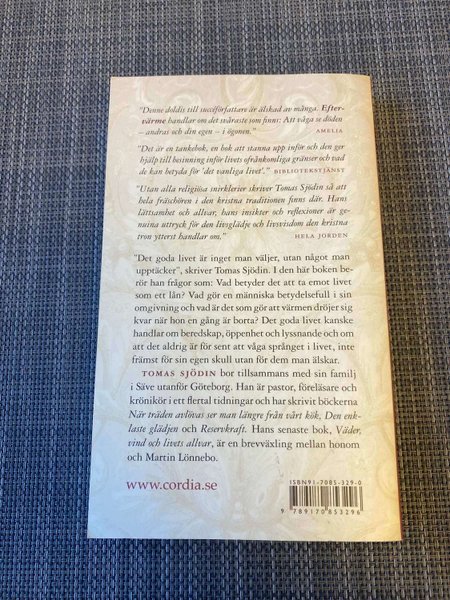 "Denne doldis till succéförfattare är älskad av många. Efter-
värme handlar om det svåraste som finns: Att våga se döden
– andras och din egen – i ögonen."
AMELIA
"Det är en tankebok, en bok att stanna upp inför och den ger
hjälp till besinning inför livets ofrånkomliga gränser och vad
de kan betyda för 'det vanliga livet'."
BIBLIOTEKSTJÄNST
"Utan alla religiösa snirklerier skriver Tomas Sjödin så att
hela fräschören i den kristna traditionen finns där. Hans
lättsamhet och allvar, hans insikter och reflexioner är ge-
nuina uttryck för den livsglädje och livsvisdom den kristna
tron ytterst handlar om."
HELA JORDEN
"Det goda livet är inget man väljer, utan något man
upptäcker", skriver Tomas Sjödin. I den här boken be-
rör han frågor som: Vad betyder det att ta emot livet
som ett lån? Vad gör en människa betydelsefull i sin
omgivning och vad är det som gör att värmen dröjer sig
kvar när hon en gång är borta? Det goda livet kanske
handlar om beredskap, öppenhet och lyssnande och om
att det aldrig är för sent att våga språnget i livet, inte
främst för sin egen skull utan för dem man älskar.
TOMAS SJÖDIN bor tillsammans med sin familj
i Säve utanför Göteborg. Han är pastor, föreläsare och
krönikör i ett flertal tidningar och har skrivit böckerna
När träden avlövas ser man längre från vårt kök, Den enk-
laste glädjen och Reservkraft. Hans senaste bok, Väder,
vind och livets allvar, är en brevväxling mellan honom
och Martin Lönnebo.
www.cordia.se
ISBN91-7085-329-0
9 789170 853296